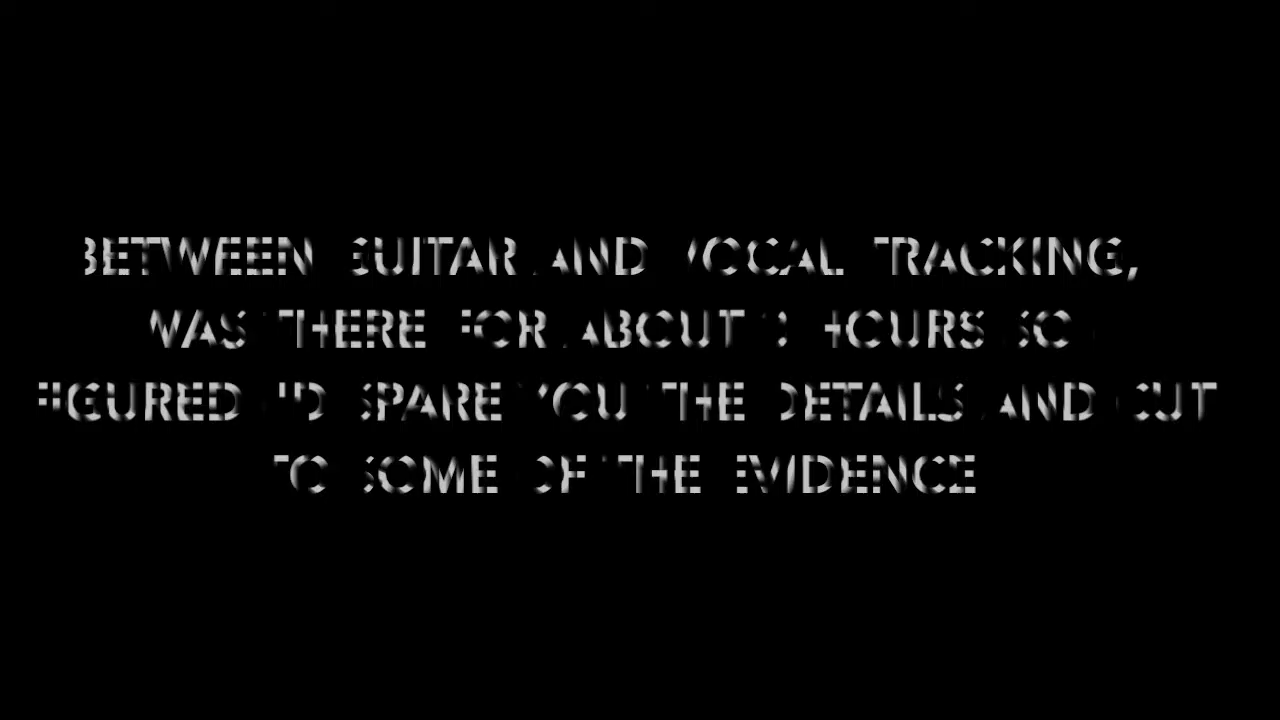 BETWEEN GUITAR AND VOCAL TRACKING,
WAS THERE FOR ABOUT HOURS SO
FIGURED I'D SPARE YOU THE DETAILS AND CUT
TO SOME OF THE EVIDENCE